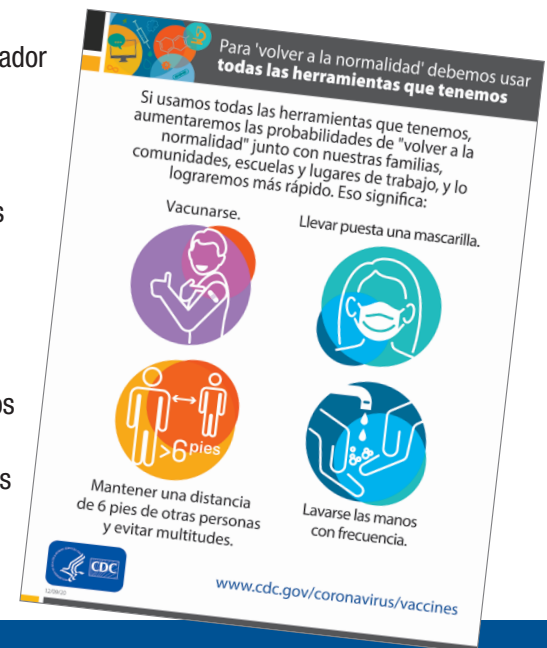 ador
s
os
s
Para 'volver a la normalidad' debemos usar
todas las herramientas que tenemos
Si usamos todas las herramientas que tenemos,
aumentaremos las probabilidades de "volver a la
normalidad" junto con nuestras familias,
comunidades, escuelas y lugares de trabajo, y lo
lograremos más rápido. Eso significa:
Vacunarse.
Llevar puesta una mascarilla.
>6 pies
Mantener una distancia
de 6 pies de otras personas
y evitar multitudes.
Lavarse las manos
con frecuencia.
CDC
12/09/20
www.cdc.gov/coronavirus/vaccines